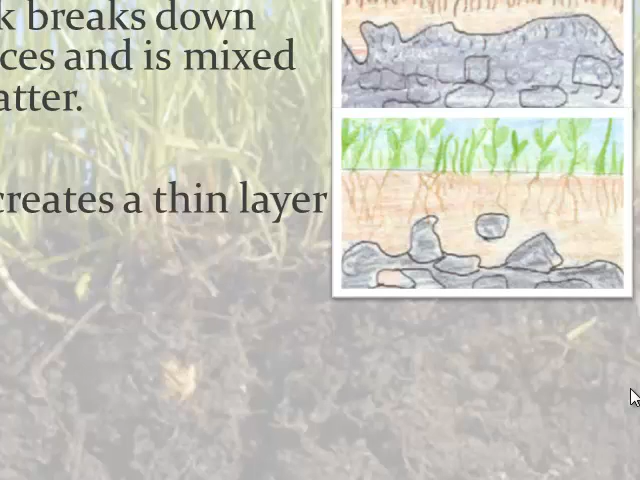 k breaks down
ces and is mixed
atter.
creates a thin layer